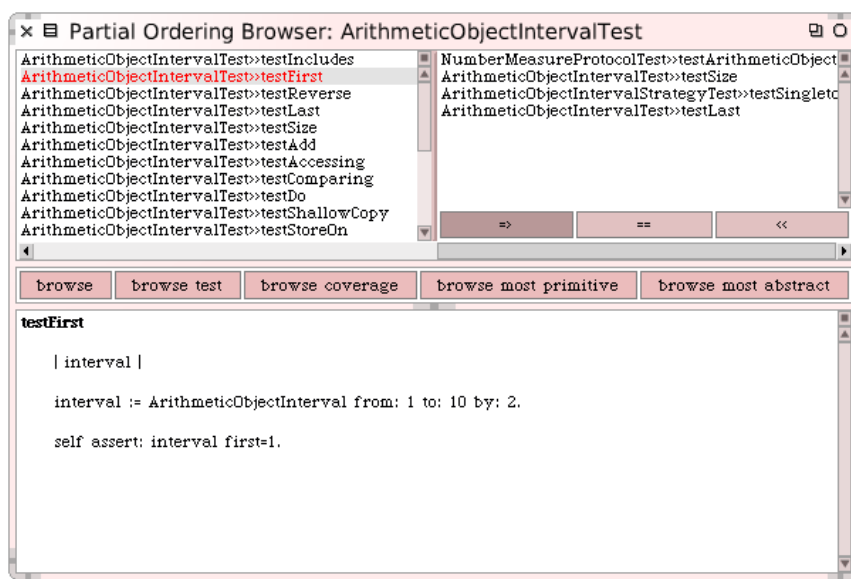 Partial Ordering Browser: ArithmeticObjectIntervalTest
ArithmeticObjectIntervalTest»testIncludes
ArithmeticObjectIntervalTest»testFirst
ArithmeticObjectIntervalTest»testReverse
ArithmeticObjectIntervalTest»testLast
ArithmeticObjectIntervalTest»testSize
ArithmeticObjectIntervalTest»testAdd
ArithmeticObjectIntervalTest»testAccessing
ArithmeticObjectIntervalTest»testComparing
ArithmeticObjectIntervalTest»testDo
ArithmeticObjectIntervalTest»testShallowCopy
ArithmeticObjectIntervalTest»testStoreOn
NumberMeasureProtocolTest»testArithmeticObject
ArithmeticObjectIntervalTest»testSize
ArithmeticObjectIntervalStrategyTest»testSingleto
ArithmeticObjectIntervalTest»testLast
=> == <<
browse browse test browse coverage browse most primitive browse most abstract
testFirst
| interval |
interval := ArithmeticObjectInterval from: 1 to: 10 by: 2.
self assert: interval first=1.